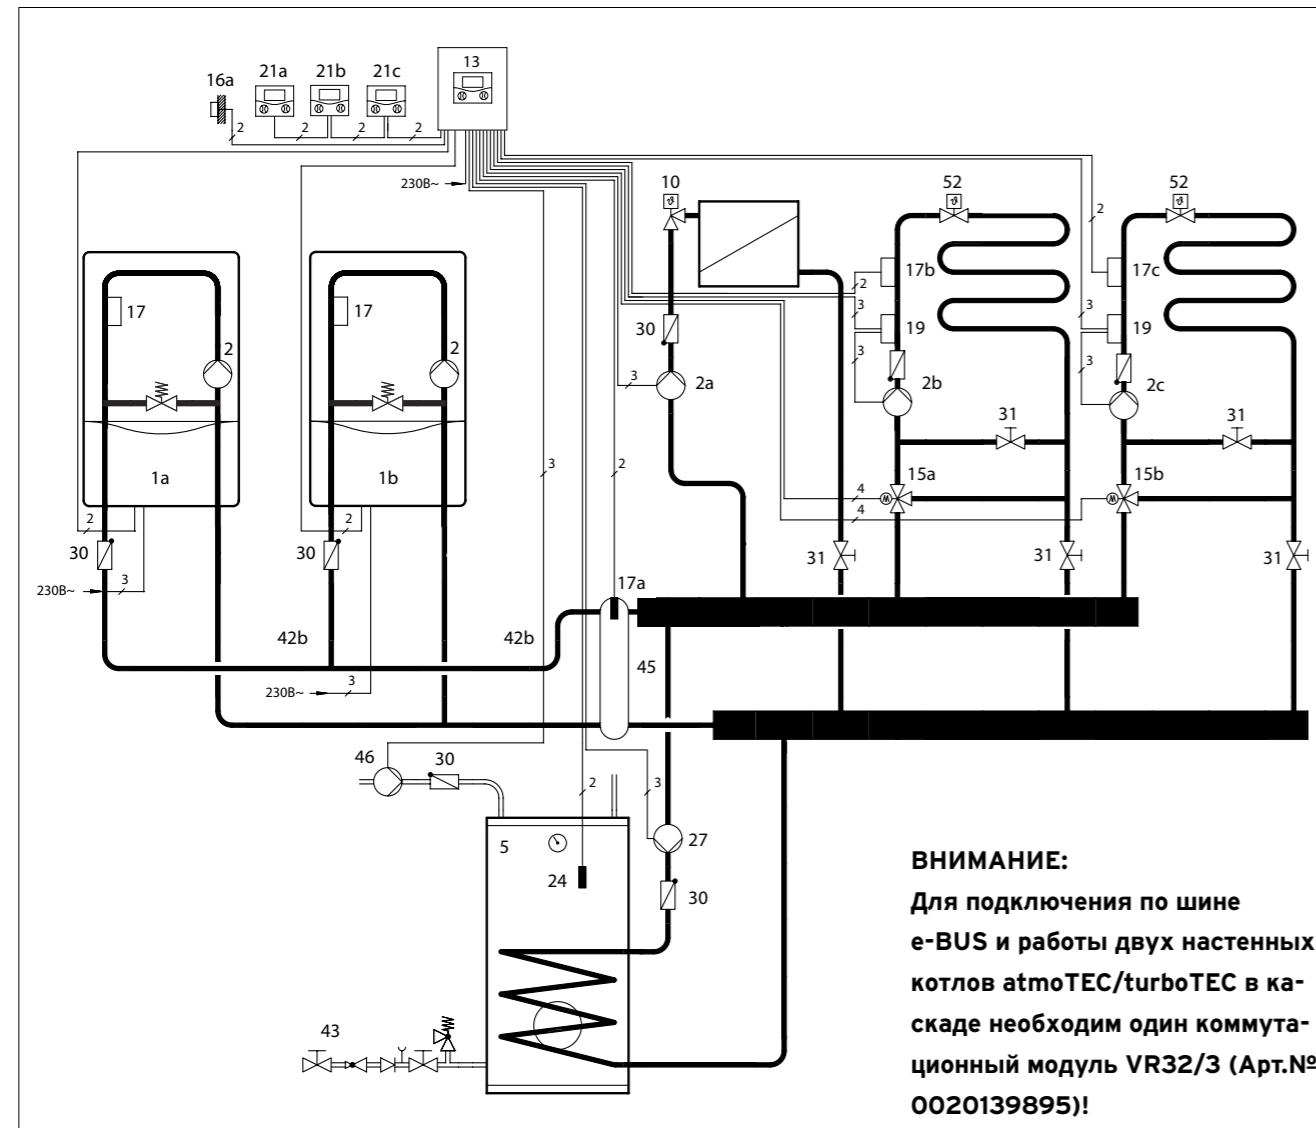 13
21a 21b 21c
16a
2 2 2 2
230В~
10 52 52
2
17b 17c
2
17 17
3 3
30 19 19
2 2
3 3 3
2a 2b 2c
31 31
3 2
1a 1b
15a 15b
4
4
2 2
30 30
31 31 31
3
230В~
17a
42b 42b
45
3
230В~
46 30
2 3
5 27
24
30
43
ВНИМАНИЕ:
Для подключения по шине
e-BUS и работы двух настенных
котлов atmoTEC/turboTEC в ка-
скаде необходим один коммута-
ционный модуль VR32/3 (Арт.№
0020139895)!